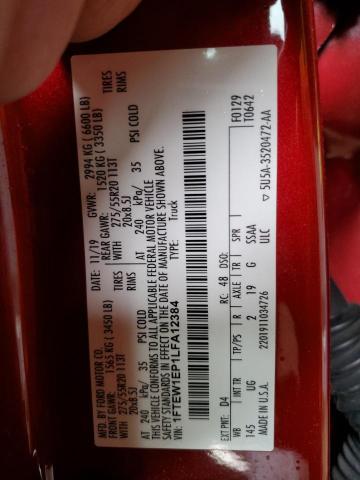 MFD. BY FORD MOTOR CO.
DATE: 11/19
GVWR: 2994 KG ( 6600 LB)
FRONT GAWR: 1565 KG ( 3450 LB)
REAR GAWR: 1520 KG ( 3350 LB)
WITH 275/55R20 113T TIRES
WITH 275/55R20 113T TIRES
20x8.5J RIMS
20x8.5J RIMS
AT 240 kPa/ 35 PSI COLD
AT 240 kPa/ 35 PSI COLD
THIS VEHICLE CONFORMS TO ALL APPLICABLE FEDERAL MOTOR VEHICLE
SAFETY STANDARDS IN EFFECT ON THE DATE OF MANUFACTURE SHOWN ABOVE.
VIN: 1FTEW1EP1LFA12384
TYPE: Truck
F0129
T0642
EXT PNT: D4 RC: 48 DSO:
WB INT TR TP/PS R AXLE TR SPR
145 UG 2 L19 G SSAA
MADE IN U.S.A. 2201911034726 ULC
▽ 5U5A-3520472-AA